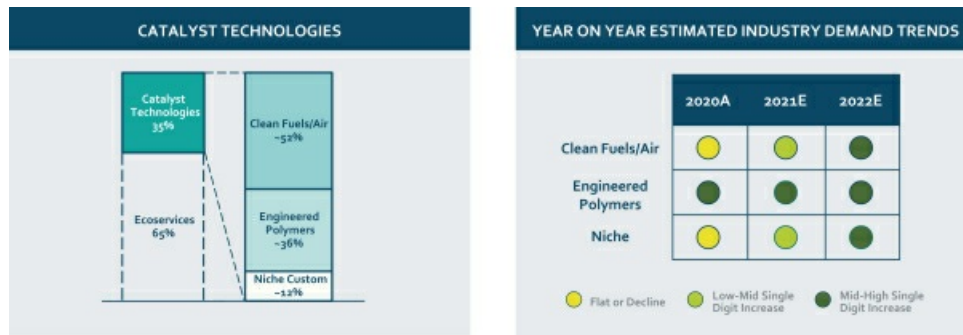 CATALYST TECHNOLOGIES
Catalyst
Technologies
35%
Ecoservices
65%
Clean Fuels/Air
~52%
Engineered
Polymers
~36%
Niche Custom
~12%
YEAR ON YEAR ESTIMATED INDUSTRY DEMAND TRENDS
2020A 2021E 2022E
Clean Fuels/Air
Engineered
Polymers
Niche
Flat or Decline
Low-Mid Single
Digit Increase
Mid-High Single
Digit Increase